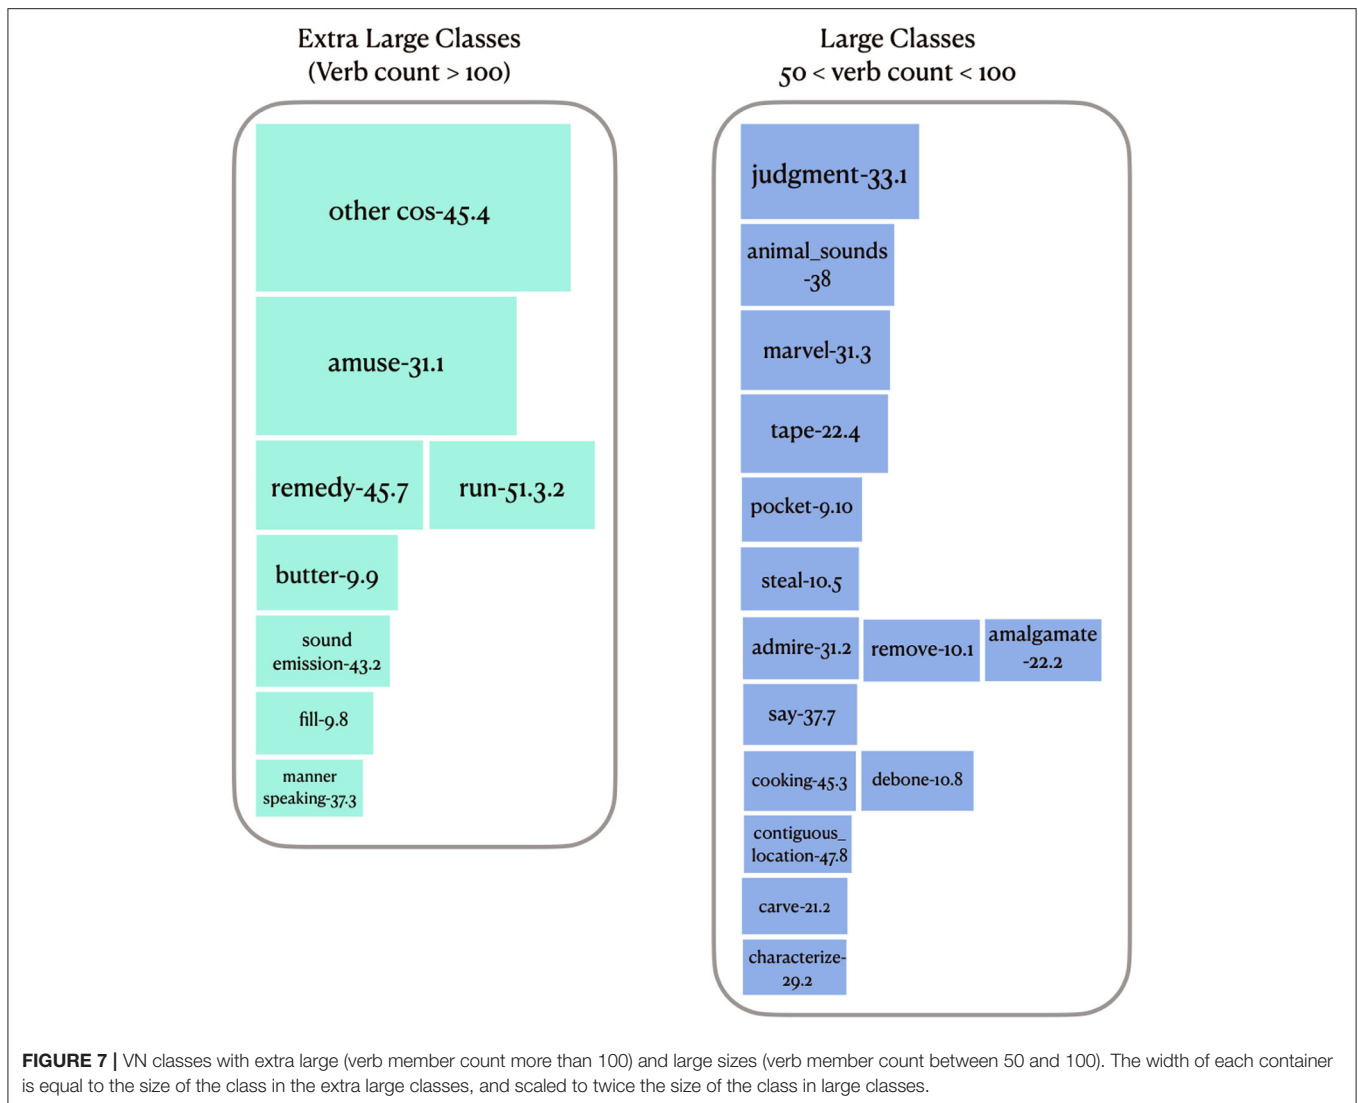 Extra Large Classes
(Verb count > 100)
other cos-45.4
amuse-31.1
remedy-45.7
run-51.3.2
butter-9.9
sound
emission-43.2
fill-9.8
manner
speaking-37.3
Large Classes
50 < verb count < 100
judgment-33.1
animal_sounds
-38
marvel-31.3
tape-22.4
pocket-9.10
steal-10.5
admire-31.2
remove-10.1
amalgamate
-22.2
say-37.7
cooking-45.3
debone-10.8
contiguous_
location-47.8
carve-21.2
characterize-
29.2
FIGURE 7 | VN classes with extra large (verb member count more than 100) and large sizes (verb member count between 50 and 100). The width of each container
is equal to the size of the class in the extra large classes, and scaled to twice the size of the class in large classes.